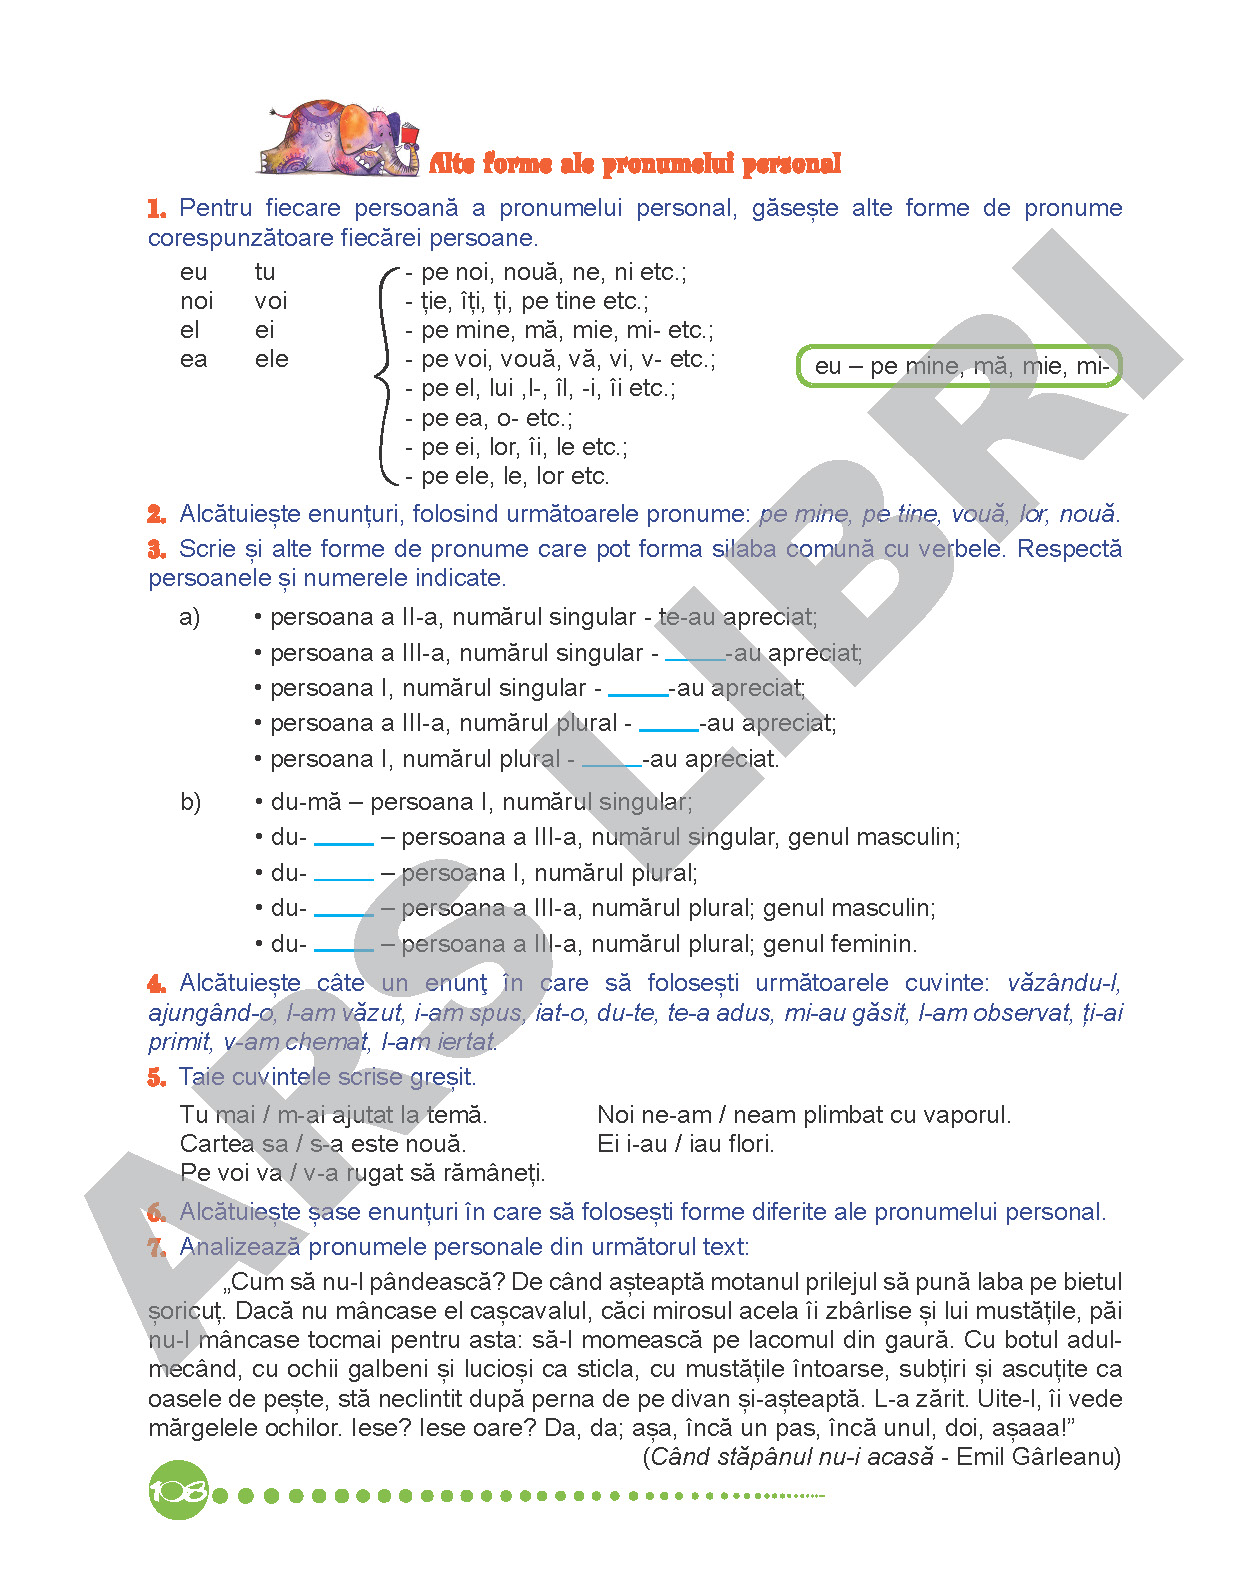 Alte forme ale pronumelui personal
1. Pentru fiecare persoană a pronumelui personal, găsește alte forme de pronume
corespunzătoare fiecărei persoane.
eu tu - pe noi, nouă, ne, ni etc.;
noi voi - ție, îți, ți, pe tine etc.;
el ei - pe mine, mă, mie, mi- etc.;
ea ele - pe voi, vouă, vă, vi, v- etc.;
eu – pe mine, mă, mie, mi-
- pe el, lui ,l-, îl, -i, îi etc.;
- pe ea, o- etc.;
- pe ei, lor, îi, le etc.;
- pe ele, le, lor etc.
2. Alcătuiește enunțuri, folosind următoarele pronume: pe mine, pe tine, vouă, lor, nouă.
3. Scrie și alte forme de pronume care pot forma silaba comună cu verbele. Respectă
persoanele și numerele indicate.
a) • persoana a II-a, numărul singular - te-au apreciat;
• persoana a III-a, numărul singular - _____-au apreciat;
• persoana I, numărul singular - _____-au apreciat;
• persoana a III-a, numărul plural - _____-au apreciat;
• persoana I, numărul plural - _____-au apreciat.
b) • du-mă – persoana I, numărul singular;
• du- _____ – persoana a III-a, numărul singular, genul masculin;
• du- _____ – persoana I, numărul plural;
• du- _____ – persoana a III-a, numărul plural; genul masculin;
• du- _____ – persoana a III-a, numărul plural; genul feminin.
4. Alcătuiește câte un enunţ în care să folosești următoarele cuvinte: văzându-l,
ajungând-o, l-am văzut, i-am spus, iat-o, du-te, te-a adus, mi-au găsit, l-am observat, ți-ai
primit, v-am chemat, l-am iertat.
5. Taie cuvintele scrise greșit.
Tu mai / m-ai ajutat la temă. Noi ne-am / neam plimbat cu vaporul.
Cartea sa / s-a este nouă. Ei i-au / iau flori.
Pe voi va / v-a rugat să rămâneți.
6. Alcătuiește șase enunțuri în care să folosești forme diferite ale pronumelui personal.
7. Analizează pronumele personale din următorul text:
„Cum să nu-l pândească? De când așteaptă motanul prilejul să pună laba pe bietul
șoricuț. Dacă nu mâncase el cașcavalul, căci mirosul acela îi zbârlise și lui mustățile, păi
nu-l mâncase tocmai pentru asta: să-l momească pe lacomul din gaură. Cu botul adul-
mecând, cu ochii galbeni și lucioși ca sticla, cu mustățile întoarse, subțiri și ascuțite ca
oasele de pește, stă neclintit după perna de pe divan și-așteaptă. L-a zărit. Uite-l, îi vede
mărgelele ochilor. Iese? Iese oare? Da, da; așa, încă un pas, încă unul, doi, așaaa!”
(Când stăpânul nu-i acasă - Emil Gârleanu)
108
ARS LIBRI